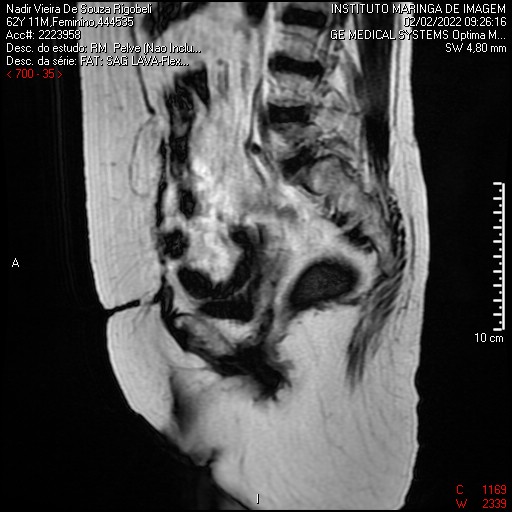 Nadir Vieira De Souza Rigobeli
62Y 11M,Feminiho,444535
Acc#: 2223958
Desc. do estudo: RM Pelve (Não Inclu...
Desc. da série: FAT: SAG LAVA-Flex...
< 700 - 35 >
INSTITUTO MARINGA DE IMAGEM
02/02/2022 09:26:16
GE MEDICAL SYSTEMS Optima M...
SW 4,80 mm
A
10 cm
I
C 1169
W 2339